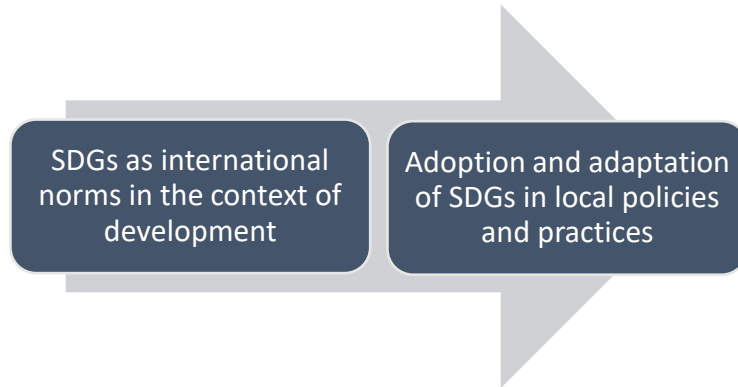 SDGs as international
norms in the context of
development
Adoption and adaptation
of SDGs in local policies
and practices